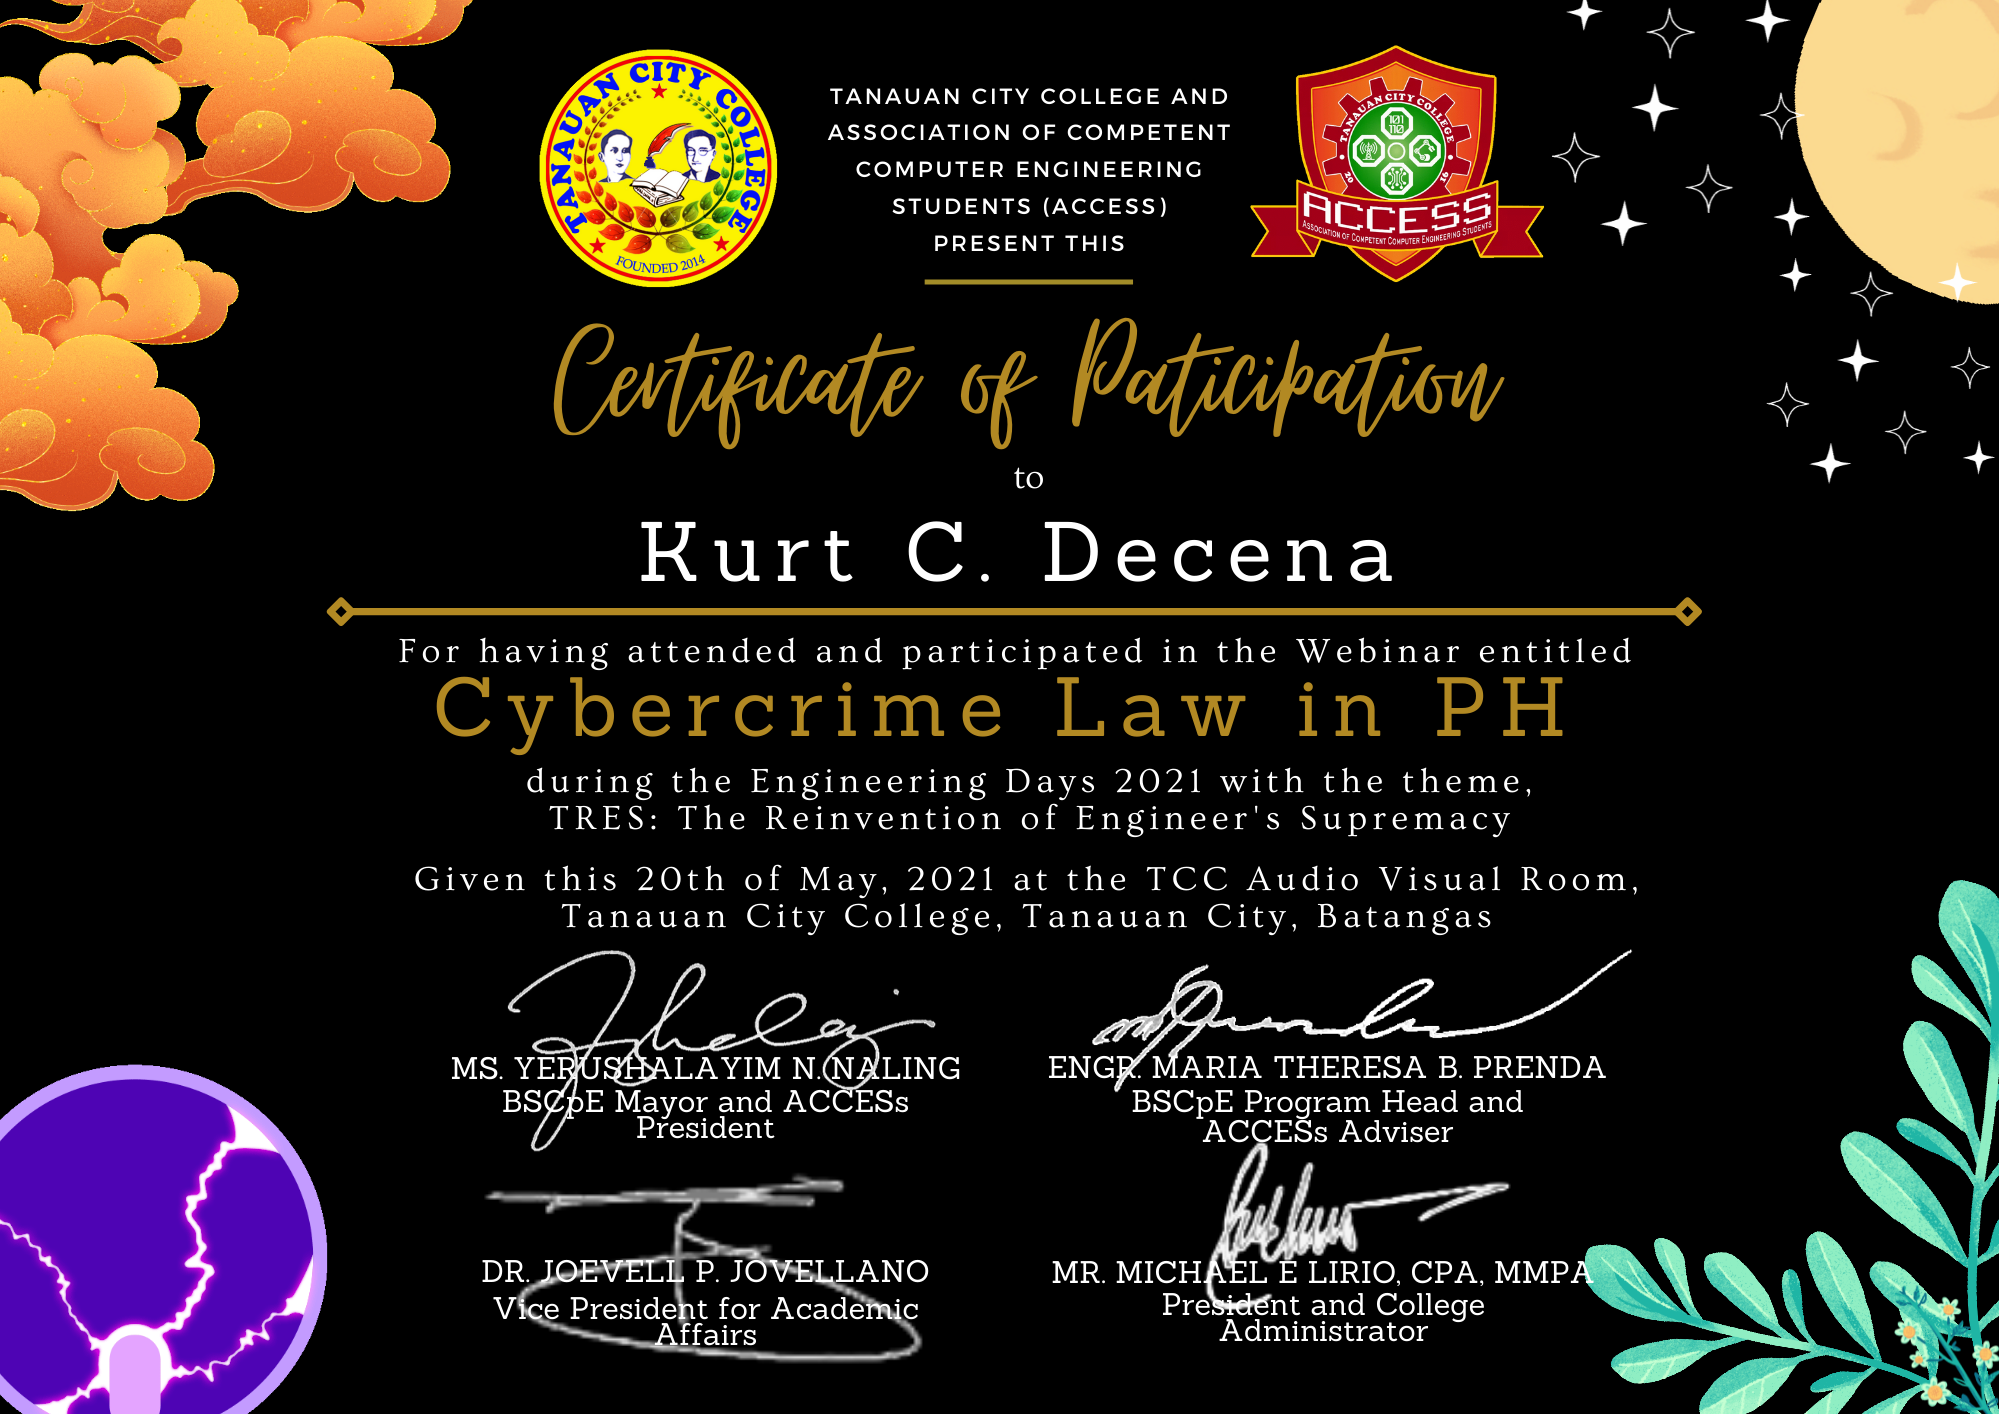 TANAUAN CITY COLLEGE
FOUNDED 2014
TANAUAN CITY COLLEGE AND
ASSOCIATION OF COMPETENT
COMPUTER ENGINEERING
STUDENTS (ACCESS)
PRESENT THIS
TANAUAN CITY COLLEGE
101
110
20 16
ACCESS
ASSOCIATION OF COMPETENT COMPUTER ENGINEERING STUDENTS
Certificate of Paticipation
to
Kurt C. Decena
For having attended and participated in the Webinar entitled
Cybercrime Law in PH
during the Engineering Days 2021 with the theme,
TRES: The Reinvention of Engineer's Supremacy
Given this 20th of May, 2021 at the TCC Audio Visual Room,
Tanauan City College, Tanauan City, Batangas
MS. YERUSHALAYIM N. NALING
BSCpE Mayor and ACCESs
President
ENGR. MARIA THERESA B. PRENDA
BSCpE Program Head and
ACCESs Adviser
DR. JOEVELL P. JOVELLANO
Vice President for Academic
Affairs
MR. MICHAEL E LIRIO, CPA, MMPA
President and College
Administrator